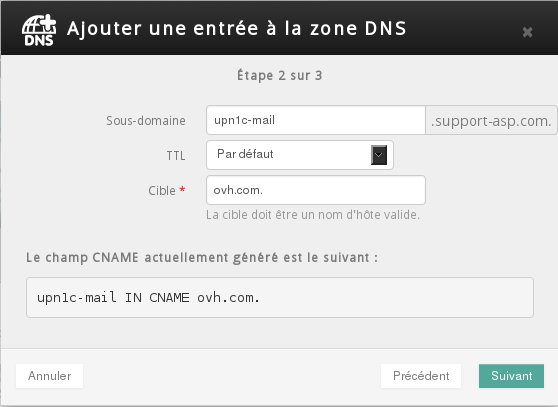 DNS
Ajouter une entrée à la zone DNS
Étape 2 sur 3
Sous-domaine upn1c-mail .support-asp.com.
TTL Par défaut
Cible * ovh.com.
La cible doit être un nom d'hôte valide.
Le champ CNAME actuellement généré est le suivant :
upn1c-mail IN CNAME ovh.com.
Annuler Précédent Suivant